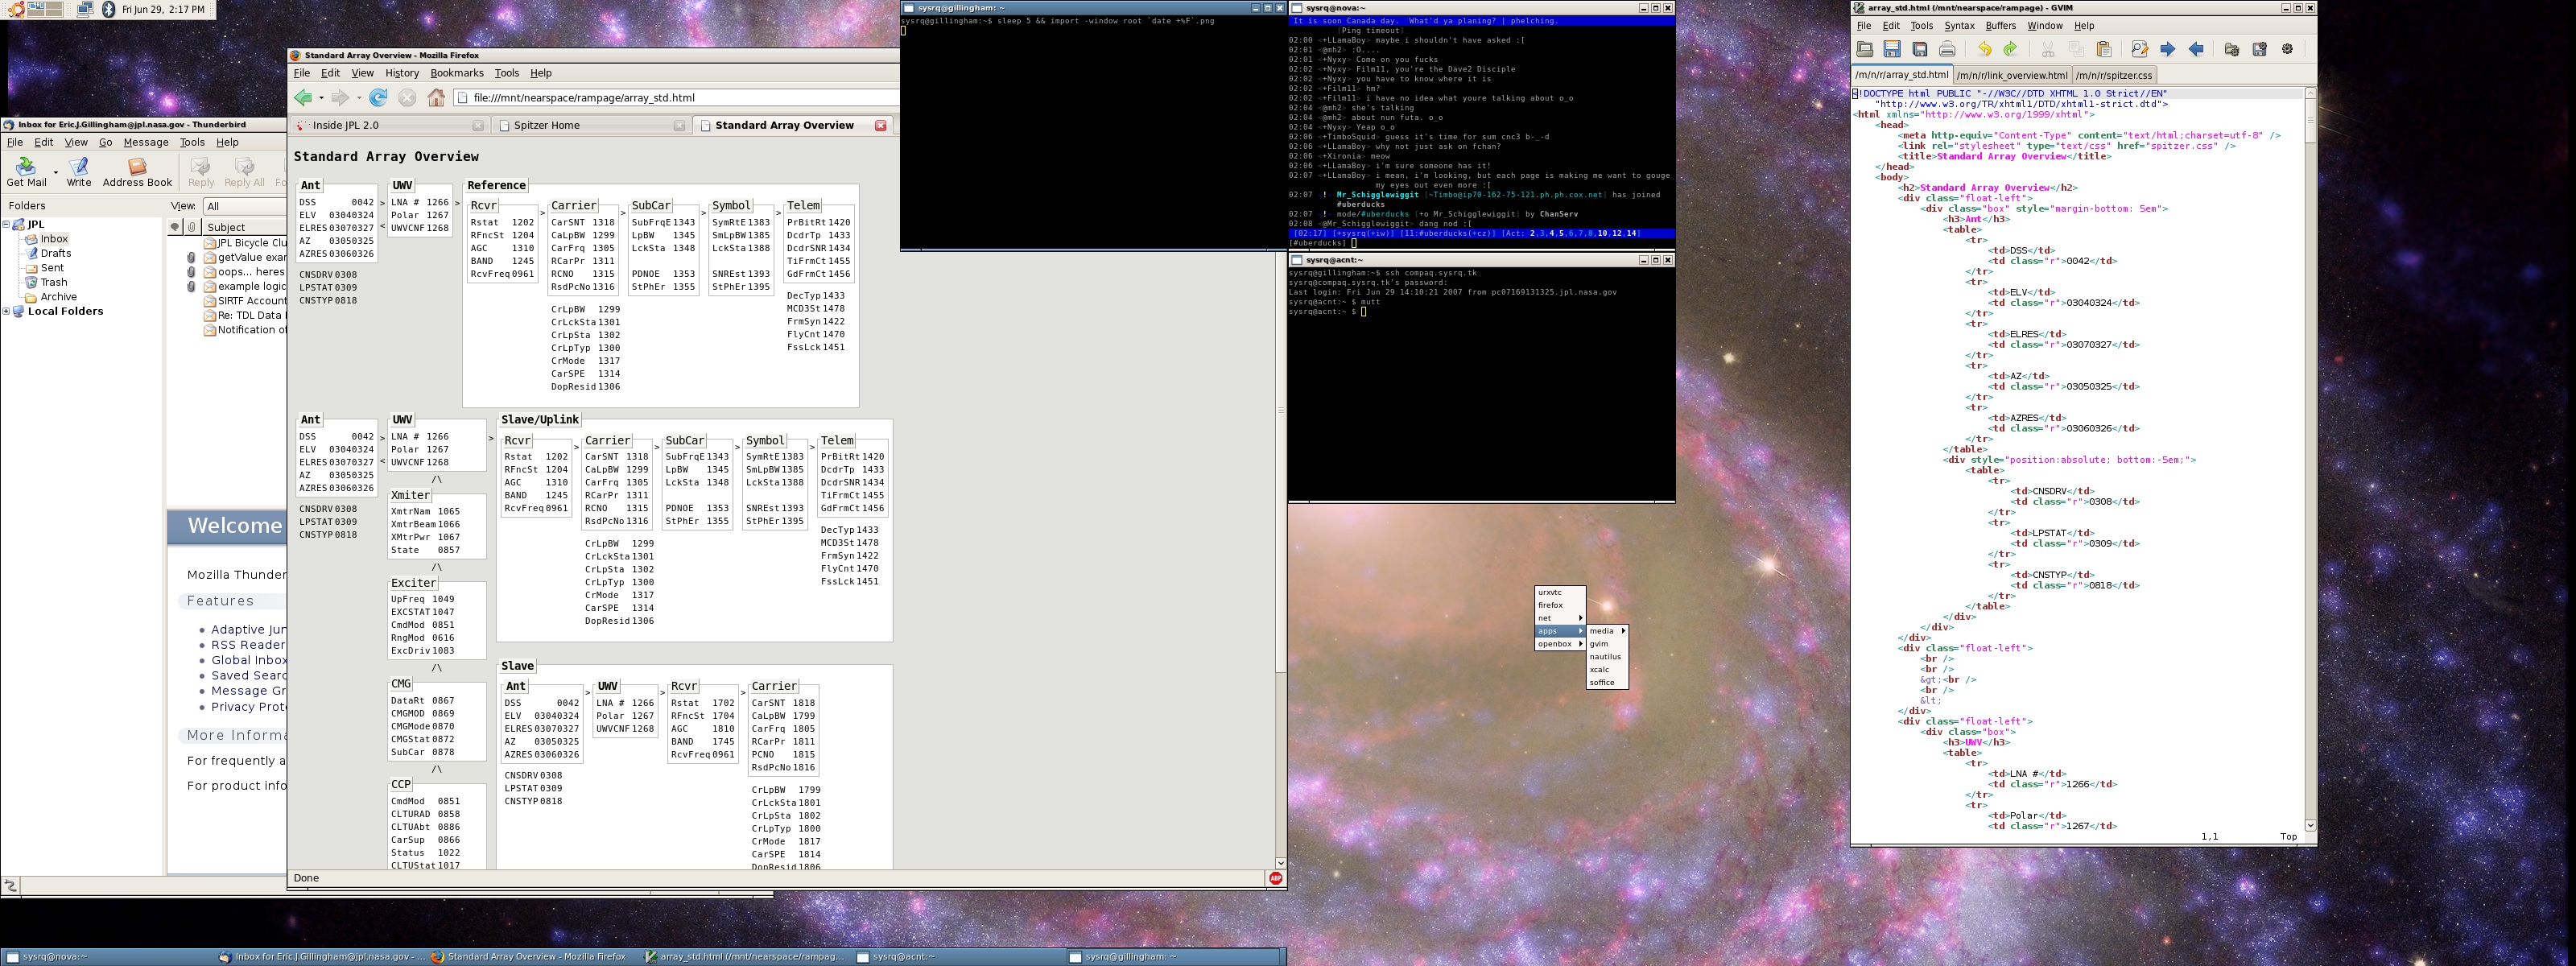 Fri Jun 29, 2:17 PM
Inbox for Eric.J.Gillingham@jpl.nasa.gov - Thunderbird
File Edit View Go Message Tools Help
Get Mail Write Address Book Reply Reply All
Folders View: All
Subject
JPL
Inbox
Drafts
Sent
Trash
Archive
Local Folders
JPL Bicycle Clu
getValue exar
oops... heres
example logic
SIRTF Account
Re: TDL Data
Notification of
Welcome
Mozilla Thunder
Features
Adaptive Jun
RSS Reader
Global Inbox
Saved Searc
Message Gr
Privacy Prote
More Informa
For frequently a
For product info
Standard Array Overview - Mozilla Firefox
File Edit View History Bookmarks Tools Help
file:///mnt/nearspace/rampage/array_std.html
Inside JPL 2.0 Spitzer Home Standard Array Overview
Standard Array Overview
Ant
DSS 0042
ELV 03040324
ELRES 03070327
AZ 03050325
AZRES 03060326
CNSDRV 0308
LPSTAT 0309
CNSTYP 0818
>
<
UWV
LNA # 1266
Polar 1267
UWVCNF 1268
>
Reference
Rcvr
Rstat 1202
RFncSt 1204
AGC 1310
BAND 1245
RcvFreq 0961
>
Carrier
CarSNT 1318
CaLpBW 1299
CarFrq 1305
RCarPr 1311
RCNO 1315
RsdPcNo 1316
CrLpBW 1299
CrLckSta 1301
CrLpSta 1302
CrLpTyp 1300
CrMode 1317
CarSPE 1314
DopResid 1306
>
SubCar
SubFrqE 1343
LpBW 1345
LckSta 1348
PDNOE 1353
StPhEr 1355
>
Symbol
SymRtE 1383
SmLpBW 1385
LckSta 1388
SNREst 1393
StPhEr 1395
>
Telem
PrBitRt 1420
DcdrTp 1433
DcdrSNR 1434
TiFrmCt 1455
GdFrmCt 1456
DecTyp 1433
MCD3St 1478
FrmSyn 1422
FlyCnt 1470
FssLck 1451
Ant
DSS 0042
ELV 03040324
ELRES 03070327
AZ 03050325
AZRES 03060326
CNSDRV 0308
LPSTAT 0309
CNSTYP 0818
>
<
UWV
LNA # 1266
Polar 1267
UWVCNF 1268
>
/\
Xmiter
XmtrNam 1065
XmtrBeam 1066
XMtrPwr 1067
State 0857
/\
Exciter
UpFreq 1049
EXCSTAT 1047
CmdMod 0851
RngMod 0616
ExcDriv 1083
/\
CMG
DataRt 0867
CMGMOD 0869
CMGMode 0870
CMGStat 0872
SubCar 0878
/\
CCP
CmdMod 0851
CLTURAD 0858
CLTUAbt 0886
CarSup 0866
Status 1022
CLTUStat 1017
Slave/Uplink
Rcvr
Rstat 1202
RFncSt 1204
AGC 1310
BAND 1245
RcvFreq 0961
>
Carrier
CarSNT 1318
CaLpBW 1299
CarFrq 1305
RCarPr 1311
RCNO 1315
RsdPcNo 1316
CrLpBW 1299
CrLckSta 1301
CrLpSta 1302
CrLpTyp 1300
CrMode 1317
CarSPE 1314
DopResid 1306
>
SubCar
SubFrqE 1343
LpBW 1345
LckSta 1348
PDNOE 1353
StPhEr 1355
>
Symbol
SymRtE 1383
SmLpBW 1385
LckSta 1388
SNREst 1393
StPhEr 1395
>
Telem
PrBitRt 1420
DcdrTp 1433
DcdrSNR 1434
TiFrmCt 1455
GdFrmCt 1456
DecTyp 1433
MCD3St 1478
FrmSyn 1422
FlyCnt 1470
FssLck 1451
Slave
Ant
DSS 0042
ELV 03040324
ELRES 03070327
AZ 03050325
AZRES 03060326
CNSDRV 0308
LPSTAT 0309
CNSTYP 0818
>
UWV
LNA # 1266
Polar 1267
UWVCNF 1268
>
Rcvr
Rstat 1702
RFncSt 1704
AGC 1810
BAND 1745
RcvFreq 0961
>
Carrier
CarSNT 1818
CaLpBW 1799
CarFrq 1805
RCarPr 1811
PCNO 1815
RsdPcNo 1816
CrLpBW 1799
CrLckSta 1801
CrLpSta 1802
CrLpTyp 1800
CrMode 1817
CarSPE 1814
DopResid 1806
Done
ABP
sysrq@gillingham: ~
sysrq@gillingham:~$ sleep 5 && import -window root `date +%F`.png
sysrq@nova:~
It is soon Canada day. What'd ya planing? | phelching.
[Ping timeout]
02:00 <+LLamaBoy> maybe i shouldn't have asked :[
02:01 <@mh2> :O....
02:01 <+Nyxy> Come on you fucks
02:02 <+Nyxy> Film11, you're the Dave2 Disciple
02:02 <+Nyxy> you have to know where it is
02:02 <+Film11> hm?
02:02 <+Film11> i have no idea what youre talking about o_o
02:04 <@mh2> she's talking
02:04 <@mh2> about nun futa. o_o
02:04 <+Nyxy> Yeap o_o
02:06 <+TimboSquid> guess it's time for sum cnc3 b-_-d
02:06 <+LLamaBoy> why not just ask on fchan?
02:06 <+Xironia> meow
02:06 <+LLamaBoy> i'm sure someone has it!
02:07 <+LLamaBoy> i mean, i'm looking, but each page is making me want to gouge
my eyes out even more :[
02:07 -!- Mr_Schigglewiggit [~Timbo@ip70-162-75-121.ph.ph.cox.net] has joined
#uberducks
02:07 -!- mode/#uberducks [+o Mr_Schigglewiggit] by ChanServ
02:08 <@Mr_Schigglewiggit> dang nod :[
[02:17] [+sysrq(+iw)] [11:#uberducks(+cz)] [Act: 2,3,4,5,6,7,8,10,12,14]
[#uberducks]
sysrq@acnt:~
sysrq@gillingham:~$ ssh compaq.sysrq.tk
sysrq@compaq.sysrq.tk's password:
Last login: Fri Jun 29 14:10:21 2007 from pc07169131325.jpl.nasa.gov
sysrq@acnt:~ $ mutt
sysrq@acnt:~ $
urxvtc
firefox
net
apps
openbox
media
gvim
nautilus
xcalc
soffice
array_std.html (/mnt/nearspace/rampage) - GVIM
File Edit Tools Syntax Buffers Window Help
/m/n/r/array_std.html /m/n/r/link_overview.html /m/n/r/spitzer.css
<!DOCTYPE html PUBLIC "-//W3C//DTD XHTML 1.0 Strict//EN"
"http://www.w3.org/TR/xhtml1/DTD/xhtml1-strict.dtd">
<html xmlns="http://www.w3.org/1999/xhtml">
<head>
<meta http-equiv="Content-Type" content="text/html;charset=utf-8" />
<link rel="stylesheet" type="text/css" href="spitzer.css" />
<title>Standard Array Overview</title>
</head>
<body>
<h2>Standard Array Overview</h2>
<div class="float-left">
<div class="box" style="margin-bottom: 5em">
<h3>Ant</h3>
<table>
<tr>
<td>DSS</td>
<td class="r">0042</td>
</tr>
<tr>
<td>ELV</td>
<td class="r">03040324</td>
</tr>
<tr>
<td>ELRES</td>
<td class="r">03070327</td>
</tr>
<tr>
<td>AZ</td>
<td class="r">03050325</td>
</tr>
<tr>
<td>AZRES</td>
<td class="r">03060326</td>
</tr>
</table>
<div style="position:absolute; bottom:-5em;">
<table>
<tr>
<td>CNSDRV</td>
<td class="r">0308</td>
</tr>
<tr>
<td>LPSTAT</td>
<td class="r">0309</td>
</tr>
<tr>
<td>CNSTYP</td>
<td class="r">0818</td>
</tr>
</table>
</div>
</div>
</div>
<div class="float-left">
<br />
<br />
&gt;<br />
<br />
&lt;
</div>
<div class="float-left">
<div class="box">
<h3>UWV</h3>
<table>
<tr>
<td>LNA #</td>
<td class="r">1266</td>
</tr>
<tr>
<td>Polar</td>
<td class="r">1267</td>
1,1 Top
sysrq@nova:~
Inbox for Eric.J.Gillingham@jpl.nasa.gov - ...
Standard Array Overview - Mozilla Firefox
array_std.html (/mnt/nearspace/rampag...
sysrq@acnt:~
sysrq@gillingham: ~